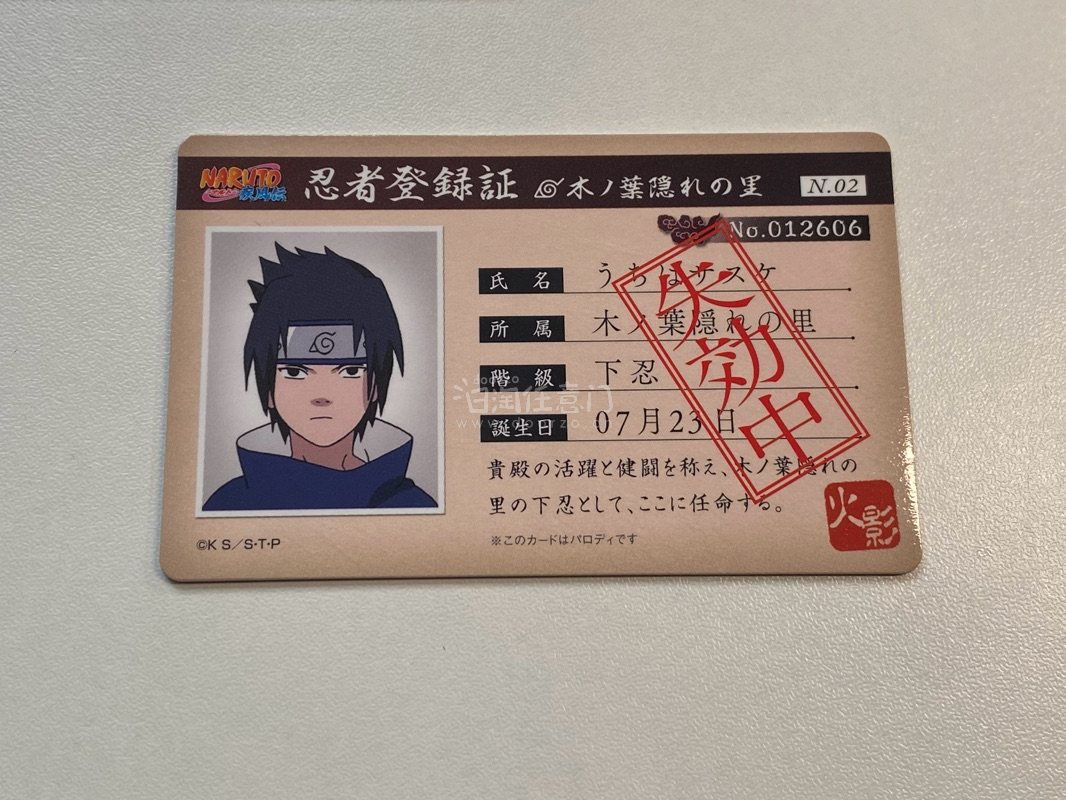 NARUTO 疾風伝 忍者登録証 木ノ葉隠れの里 N.02
No.012606
氏名 うちはサスケ
所属 木ノ葉隠れの里
階級 下忍
誕生日 07月23日
失効中
貴殿の活躍と健闘を称え、木ノ葉隠れの
里の下忍として、ここに任命する。
火影
©K S／S・T・P
※このカードはパロディです
泊淘任意门